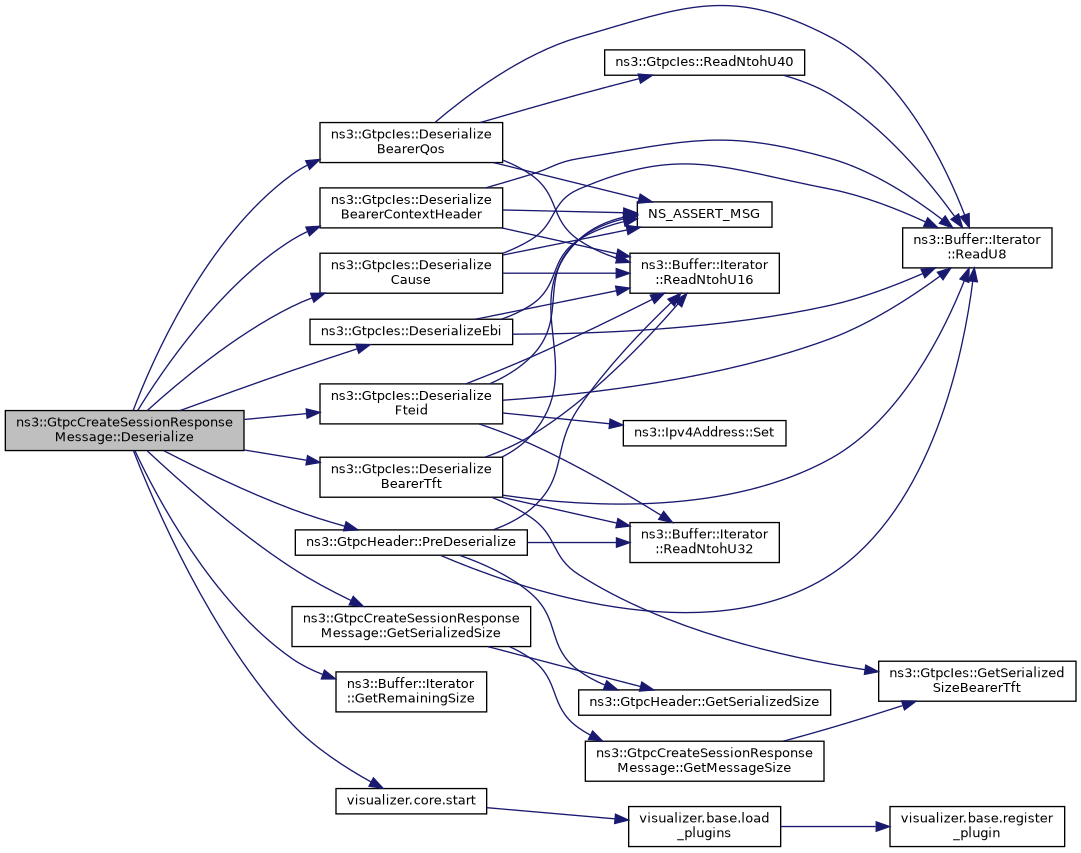 ns3::GtpcCreateSessionResponse
Message::Deserialize
ns3::GtpcIes::Deserialize
BearerQos
ns3::GtpcIes::Deserialize
BearerContextHeader
ns3::GtpcIes::Deserialize
Cause
ns3::GtpcIes::DeserializeEbi
ns3::GtpcIes::Deserialize
Fteid
ns3::GtpcIes::Deserialize
BearerTft
ns3::GtpcHeader::PreDeserialize
ns3::GtpcCreateSessionResponse
Message::GetSerializedSize
ns3::Buffer::Iterator
::GetRemainingSize
visualizer.core.start
ns3::GtpcIes::ReadNtohU40
NS_ASSERT_MSG
ns3::Buffer::Iterator
::ReadNtohU16
ns3::Ipv4Address::Set
ns3::Buffer::Iterator
::ReadNtohU32
ns3::GtpcHeader::GetSerializedSize
ns3::GtpcCreateSessionResponse
Message::GetMessageSize
visualizer.base.load
_plugins
ns3::Buffer::Iterator
::ReadU8
ns3::GtpcIes::GetSerialized
SizeBearerTft
visualizer.base.register
_plugin